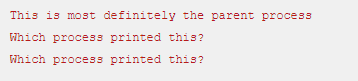 This is most definitely the parent process
Which process printed this?
Which process printed this?